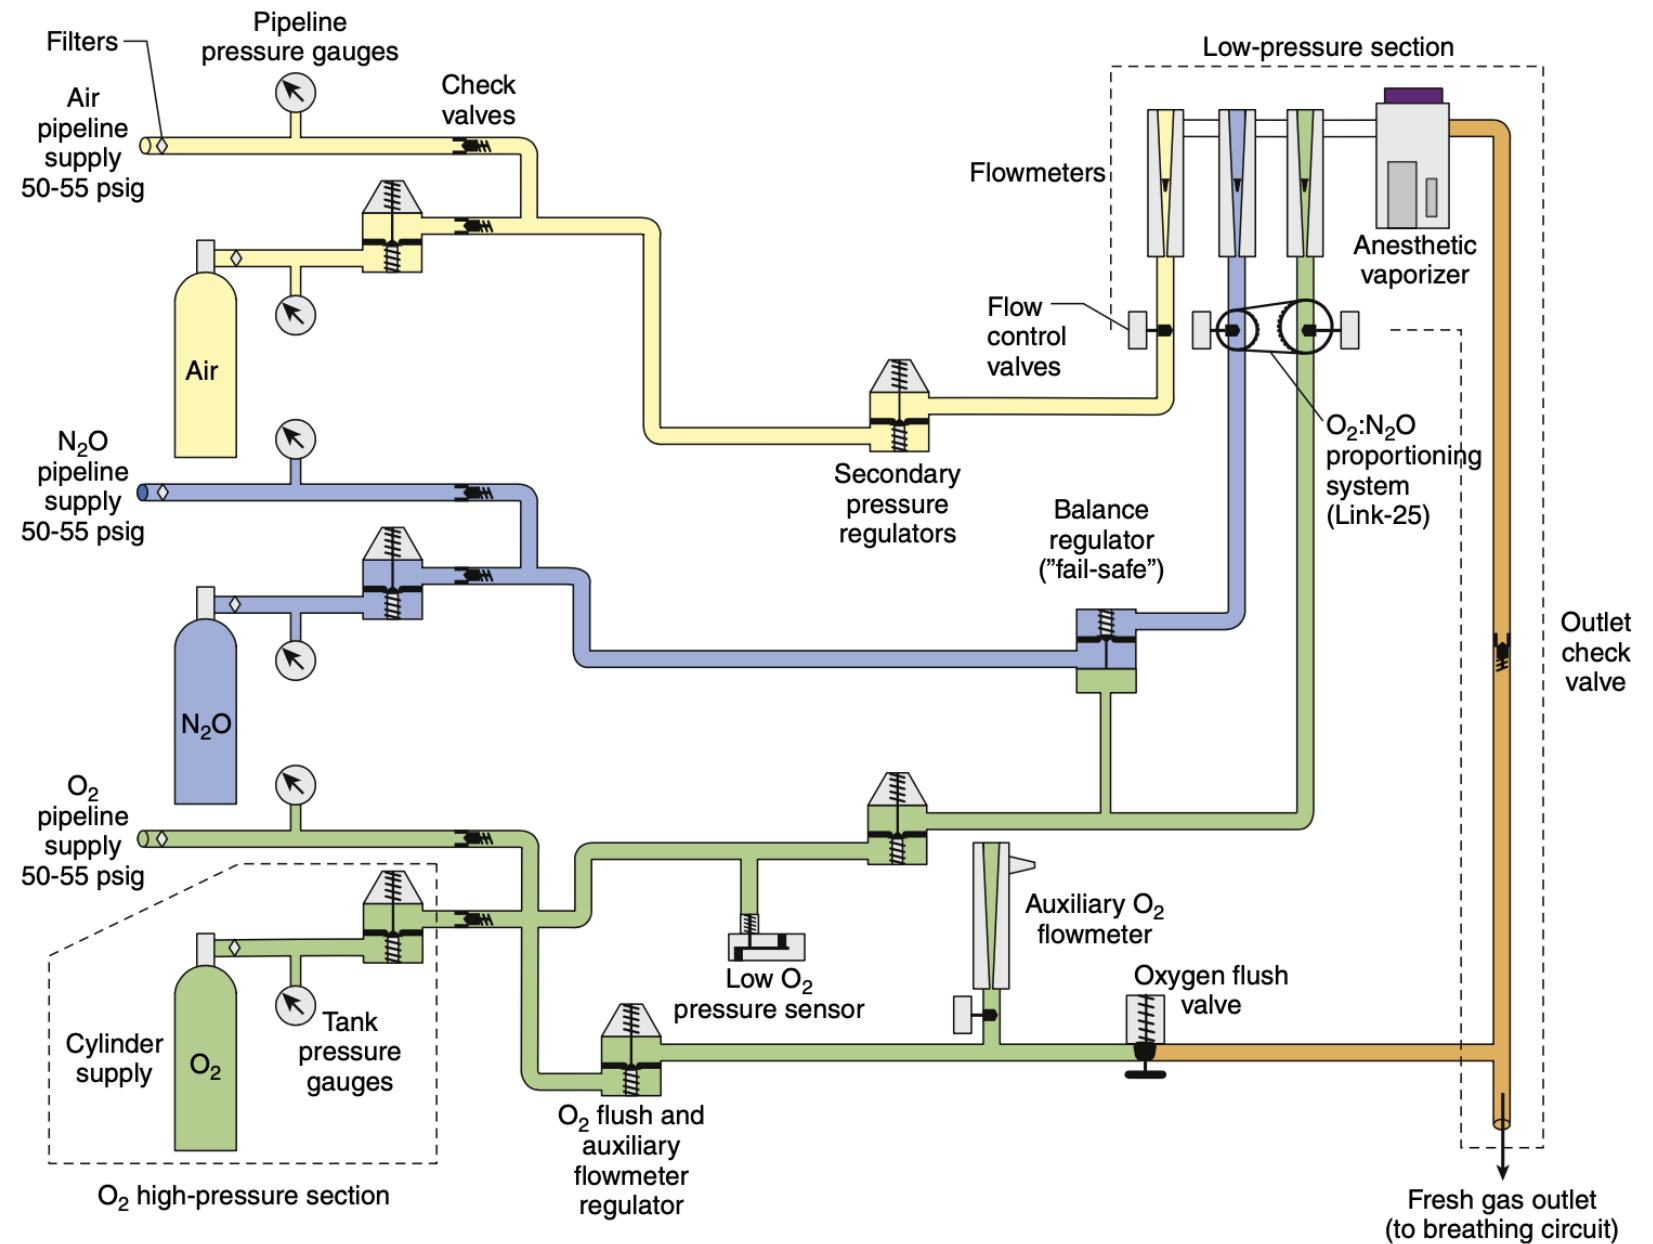 Pipeline
pressure gauges
Filters
Low-pressure section
Check
valves
Air
pipeline
supply
50-55 psig
Flowmeters
Anesthetic
vaporizer
Flow
control
valves
Air
O2:N2O
proportioning
system
(Link-25)
N2O
pipeline
supply
50-55 psig
Secondary
pressure
regulators
Balance
regulator
("fail-safe")
Outlet
check
valve
N2O
O2
pipeline
supply
50-55 psig
Auxiliary O2
flowmeter
Low O2
pressure sensor
Oxygen flush
valve
Tank
pressure
gauges
Cylinder
supply
O2
O2 flush and
auxiliary
flowmeter
regulator
O2 high-pressure section
Fresh gas outlet
(to breathing circuit)